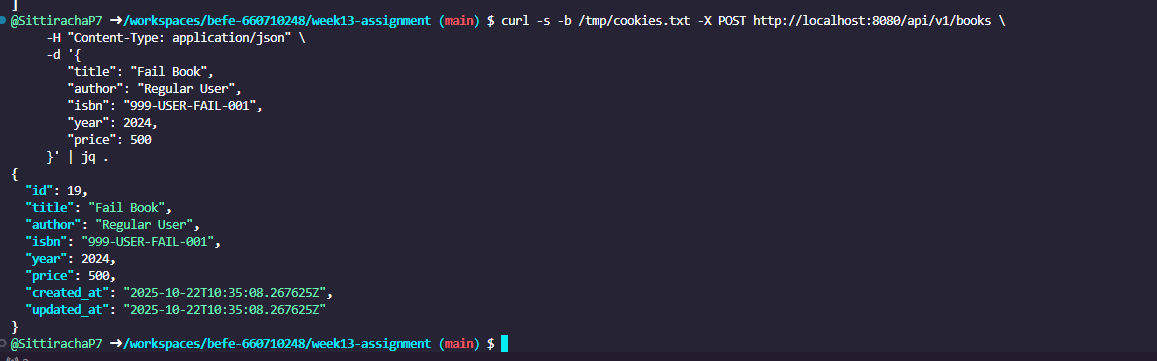 ]
@SittirachaP7 ➜/workspaces/befe-660710248/week13-assignment (main) $ curl -s -b /tmp/cookies.txt -X POST http://localhost:8080/api/v1/books \
-H "Content-Type: application/json" \
-d '{
"title": "Fail Book",
"author": "Regular User",
"isbn": "999-USER-FAIL-001",
"year": 2024,
"price": 500
}' | jq .
{
"id": 19,
"title": "Fail Book",
"author": "Regular User",
"isbn": "999-USER-FAIL-001",
"year": 2024,
"price": 500,
"created_at": "2025-10-22T10:35:08.267625Z",
"updated_at": "2025-10-22T10:35:08.267625Z"
}
@SittirachaP7 ➜/workspaces/befe-660710248/week13-assignment (main) $